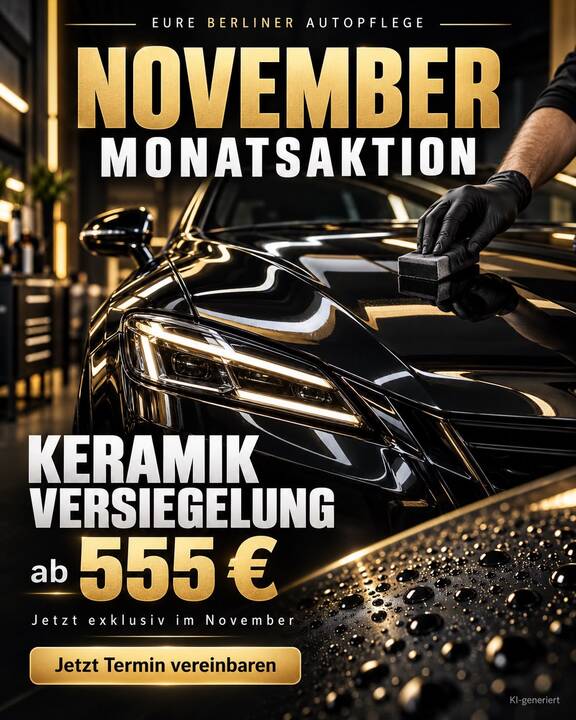 EURE BERLINER AUTOPFLEGE
NOVEMBER
MONATSAKTION
KERAMIK
VERSIEGELUNG
ab 555 €
Jetzt exklusiv im November
Jetzt Termin vereinbaren
KI-generiert